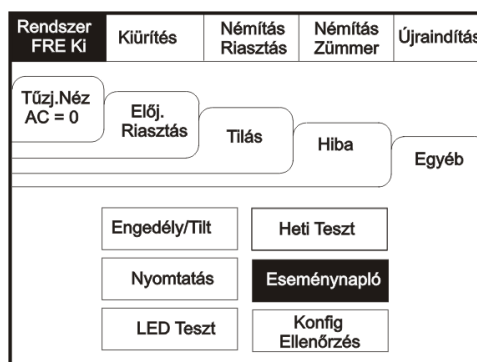 Rendszer
FRE Ki
Kiürítés
Némítás
Riasztás
Némítás
Zümmer
Újraindítás
Tűzj.Néz
AC = 0
Előj.
Riasztás
Tilás
Hiba
Egyéb
Engedély/Tilt
Heti Teszt
Nyomtatás
Eseménynapló
LED Teszt
Konfig
Ellenőrzés